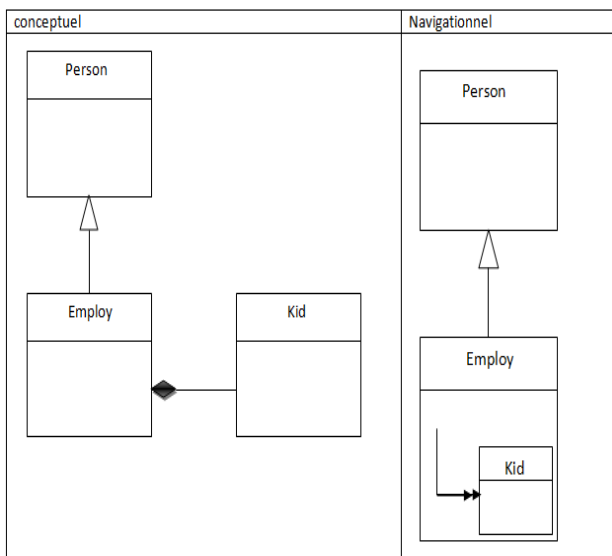 conceptuel
Navigationnel
Person
Person
Employ
Kid
Employ
Kid